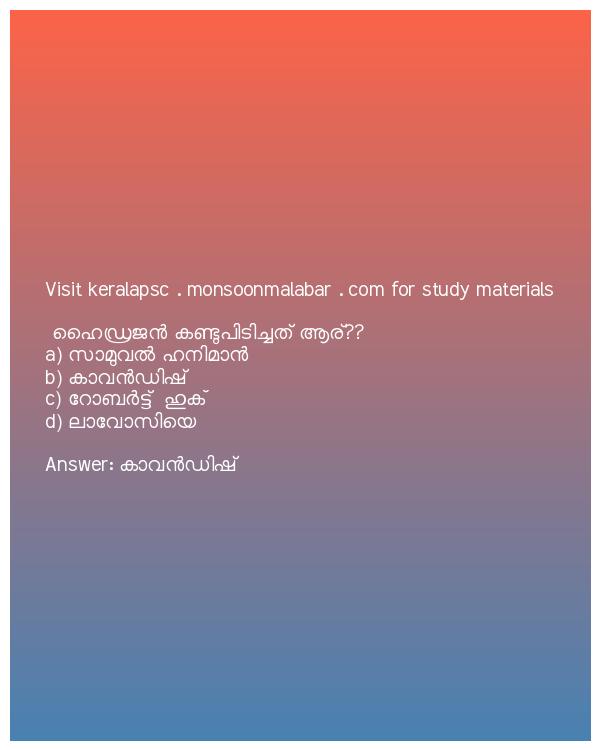 Visit keralapsc . monsoonmalabar . com for study materials
ഹൈഡ്രജൻ കണ്ടുപിടിച്ചത് ആര്??
a) സാമുവൽ ഹനിമാൻ
b) കാവൻഡിഷ്
c) റോബർട്ട് ഹുക്
d) ലാവോസിയെ
Answer: കാവൻഡിഷ്